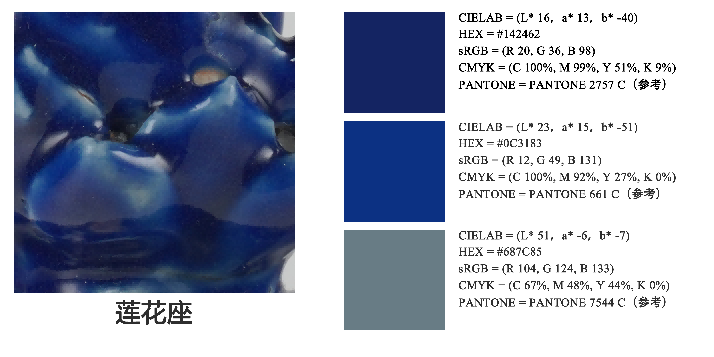 CIELAB = (L* 16, a* 13, b* -40)
HEX = #142462
sRGB = (R 20, G 36, B 98)
CMYK = (C 100%, M 99%, Y 51%, K 9%)
PANTONE = PANTONE 2757 C（参考）
CIELAB = (L* 23, a* 15, b* -51)
HEX = #0C3183
sRGB = (R 12, G 49, B 131)
CMYK = (C 100%, M 92%, Y 27%, K 0%)
PANTONE = PANTONE 661 C（参考）
CIELAB = (L* 51, a* -6, b* -7)
HEX = #687C85
sRGB = (R 104, G 124, B 133)
CMYK = (C 67%, M 48%, Y 44%, K 0%)
PANTONE = PANTONE 7544 C（参考）
莲花座